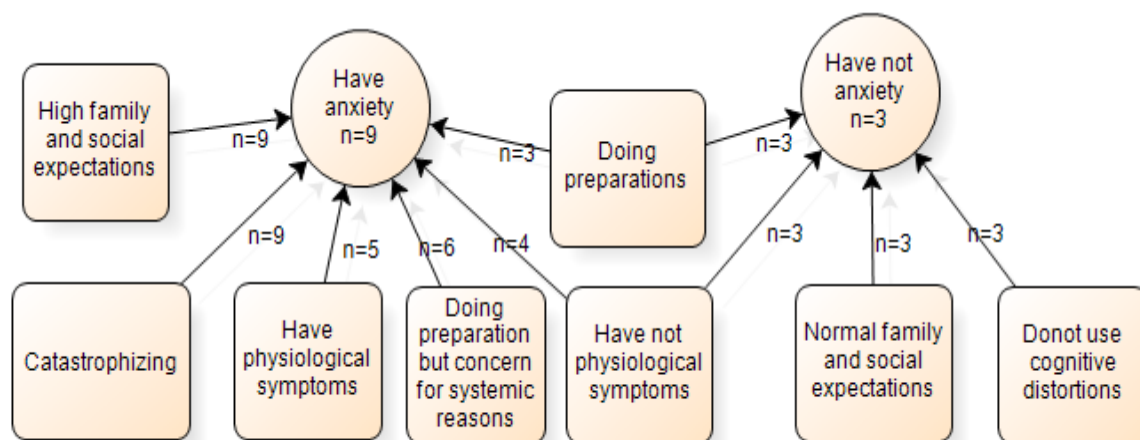 High family
and social
expectations
n=9
Have
anxiety
n=9
n=3
Doing
preparations
n=3
Have not
anxiety
n=3
n=9
n=5
n=6
n=4
n=3
n=3
n=3
Catastrophizing
Have
physiological
symptoms
Doing
preparation
but concern
for systemic
reasons
Have not
physiological
symptoms
Normal family
and social
expectations
Donot use
cognitive
distortions